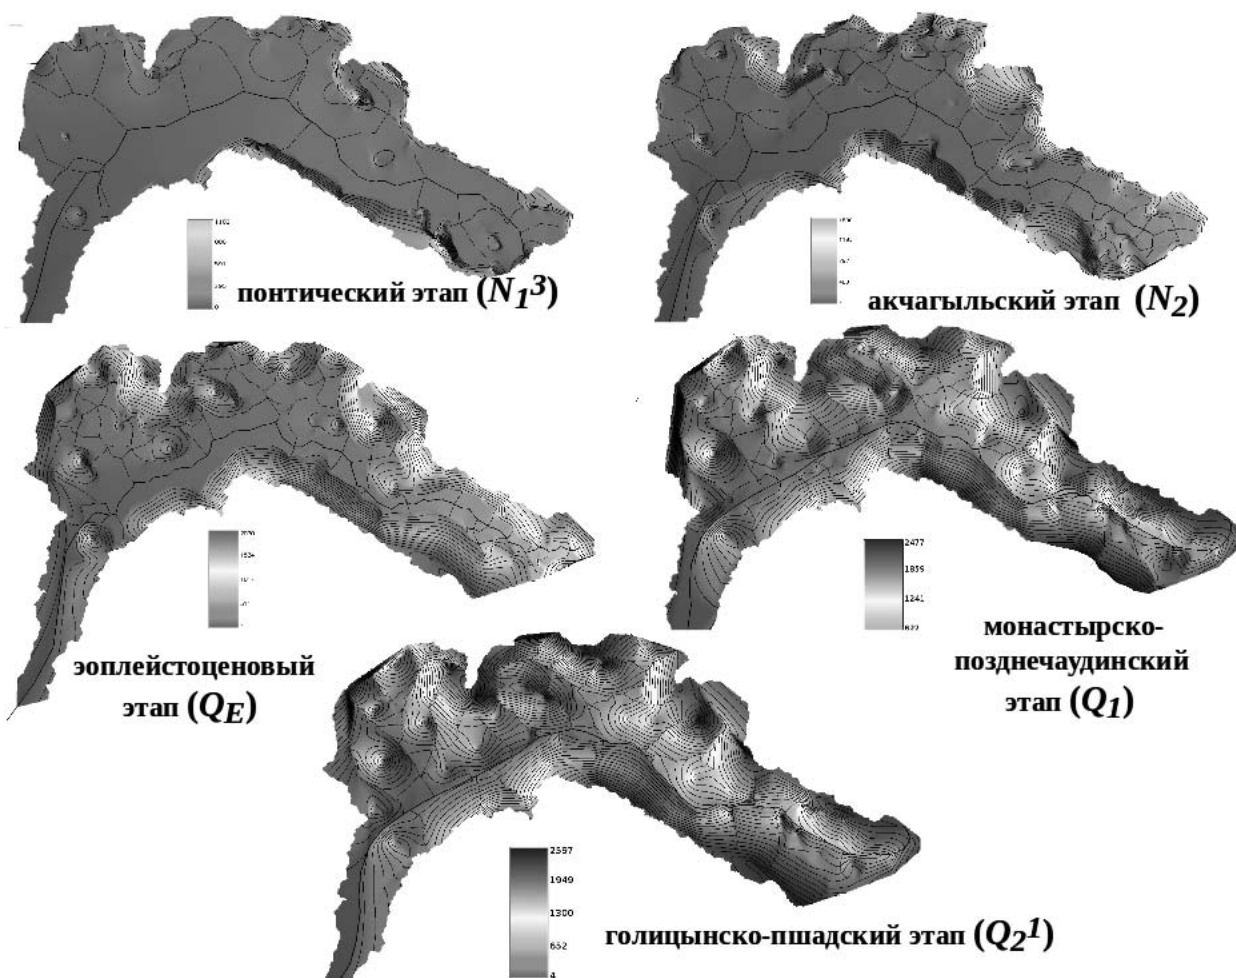 понтический этап (N₁³)
акчагыльский этап (N₂)
эоплейстоценовый
этап (Q_E)
2477
1859
1241
622
монастырско-
позднечаудинский
этап (Q₁)
2597
1949
1300
652
4
голицынско-пшадский этап (Q₂¹)